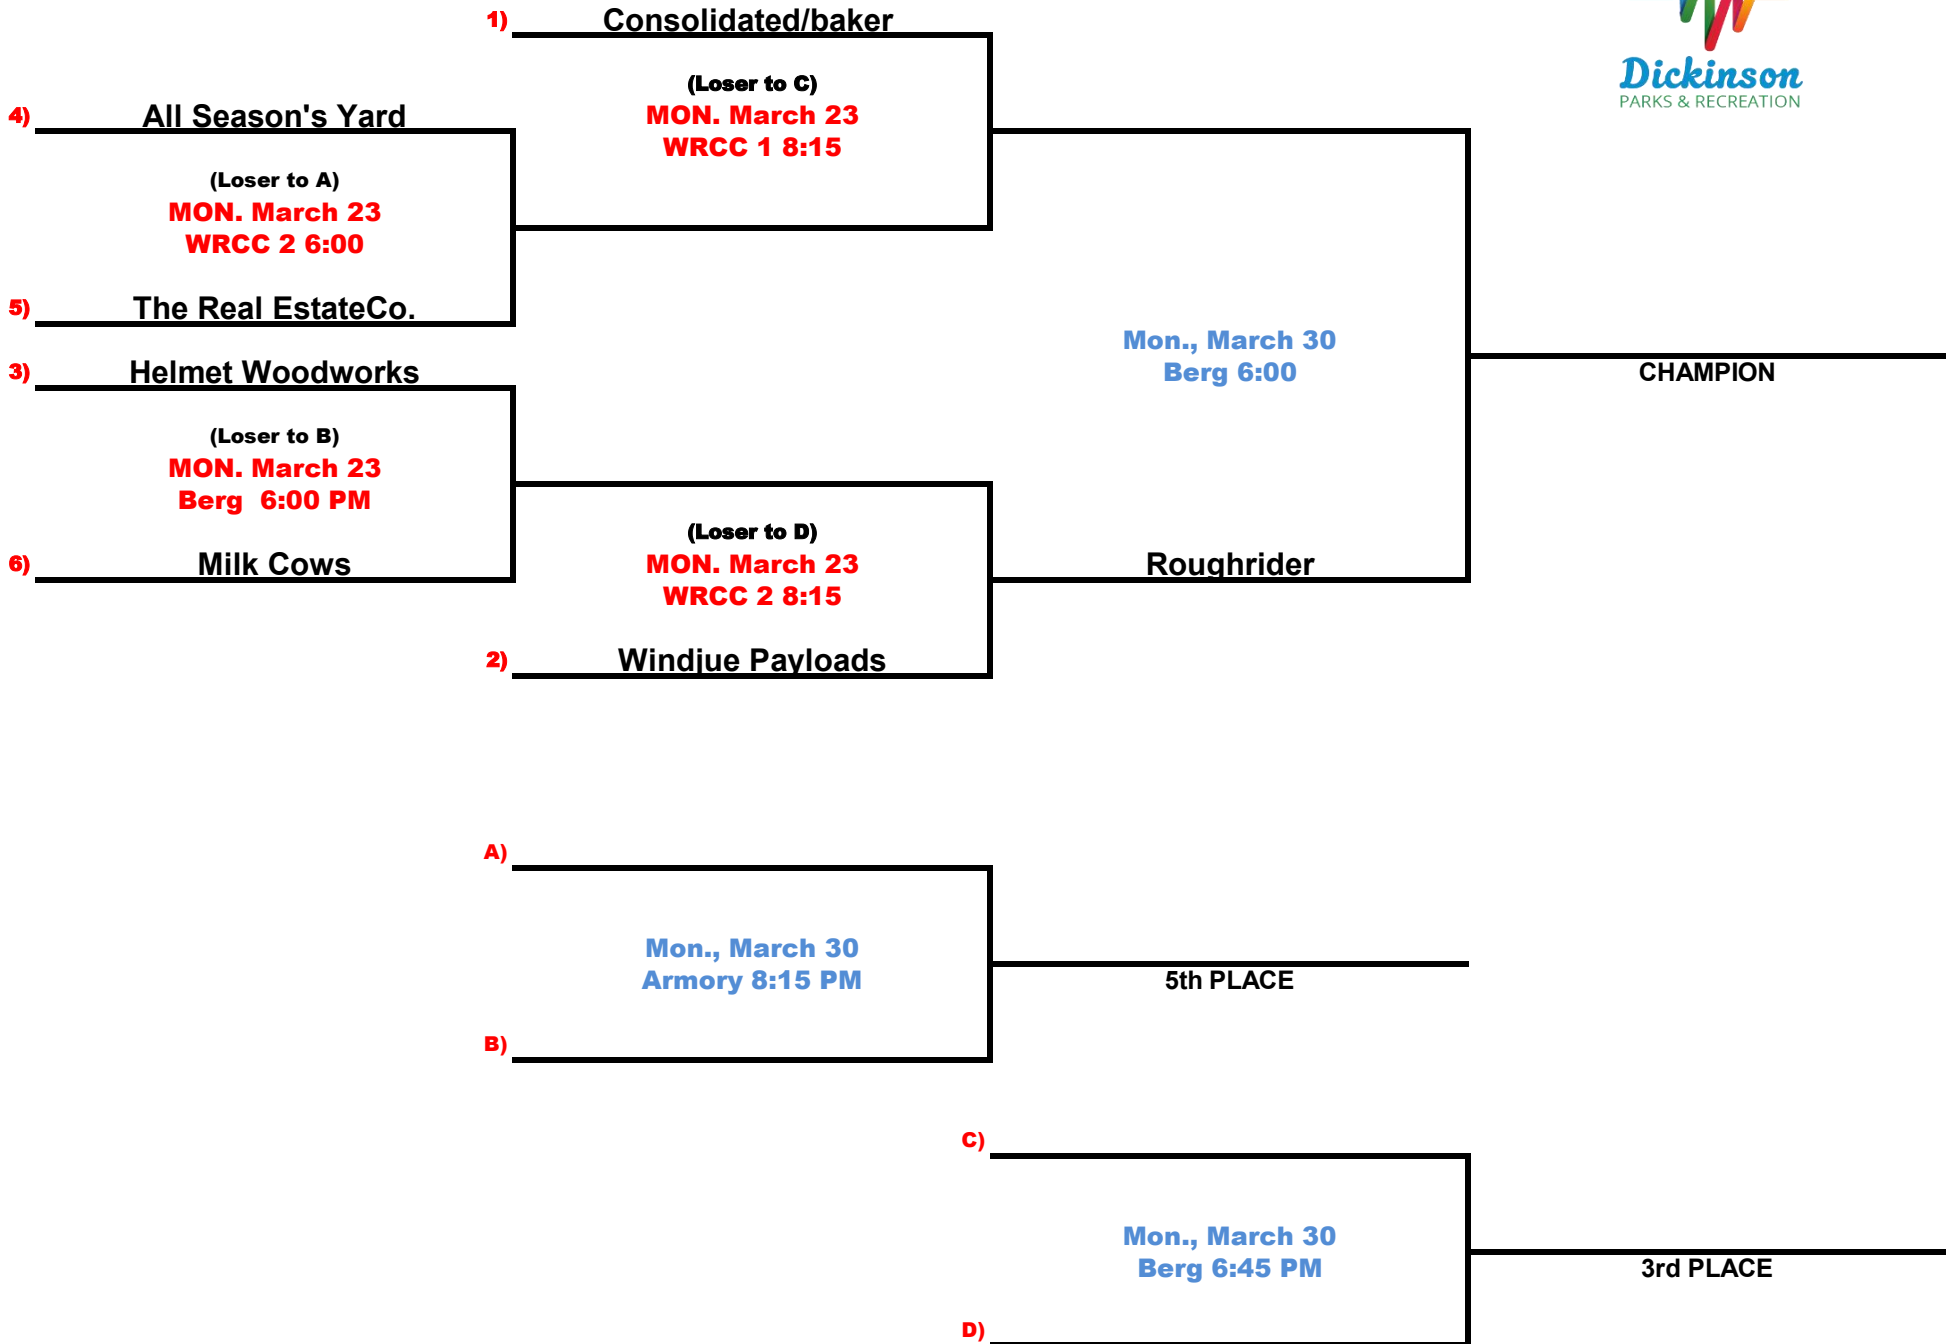 1) Consolidated/baker
(Loser to C)
MON. March 23
WRCC 1 8:15
Dickinson
PARKS & RECREATION
4) All Season's Yard
(Loser to A)
MON. March 23
WRCC 2 6:00
5) The Real EstateCo.
3) Helmet Woodworks
(Loser to B)
MON. March 23
Berg 6:00 PM
6) Milk Cows
Mon., March 30
Berg 6:00
CHAMPION
(Loser to D)
MON. March 23
WRCC 2 8:15
Roughrider
2) Windjue Payloads
A)
Mon., March 30
Armory 8:15 PM
5th PLACE
B)
C)
Mon., March 30
Berg 6:45 PM
3rd PLACE
D)